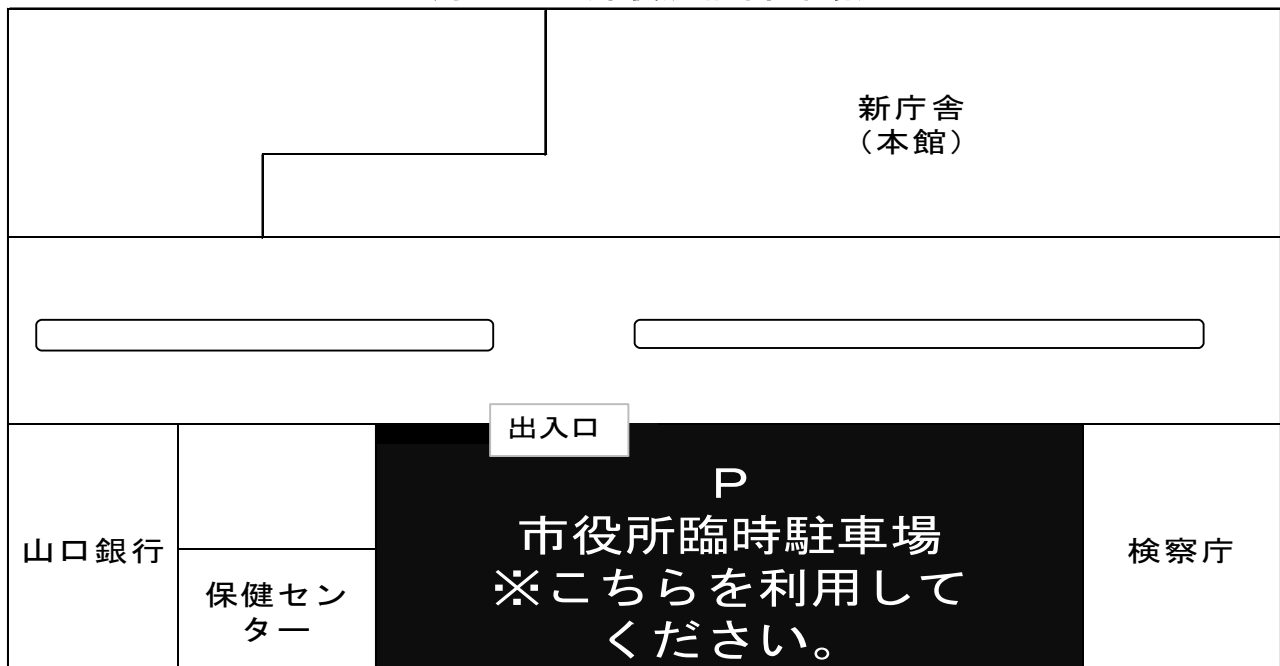 新庁舎
（本館）
出入口
P
市役所臨時駐車場
※こちらを利用して
ください。
山口銀行
保健セン
ター
検察庁